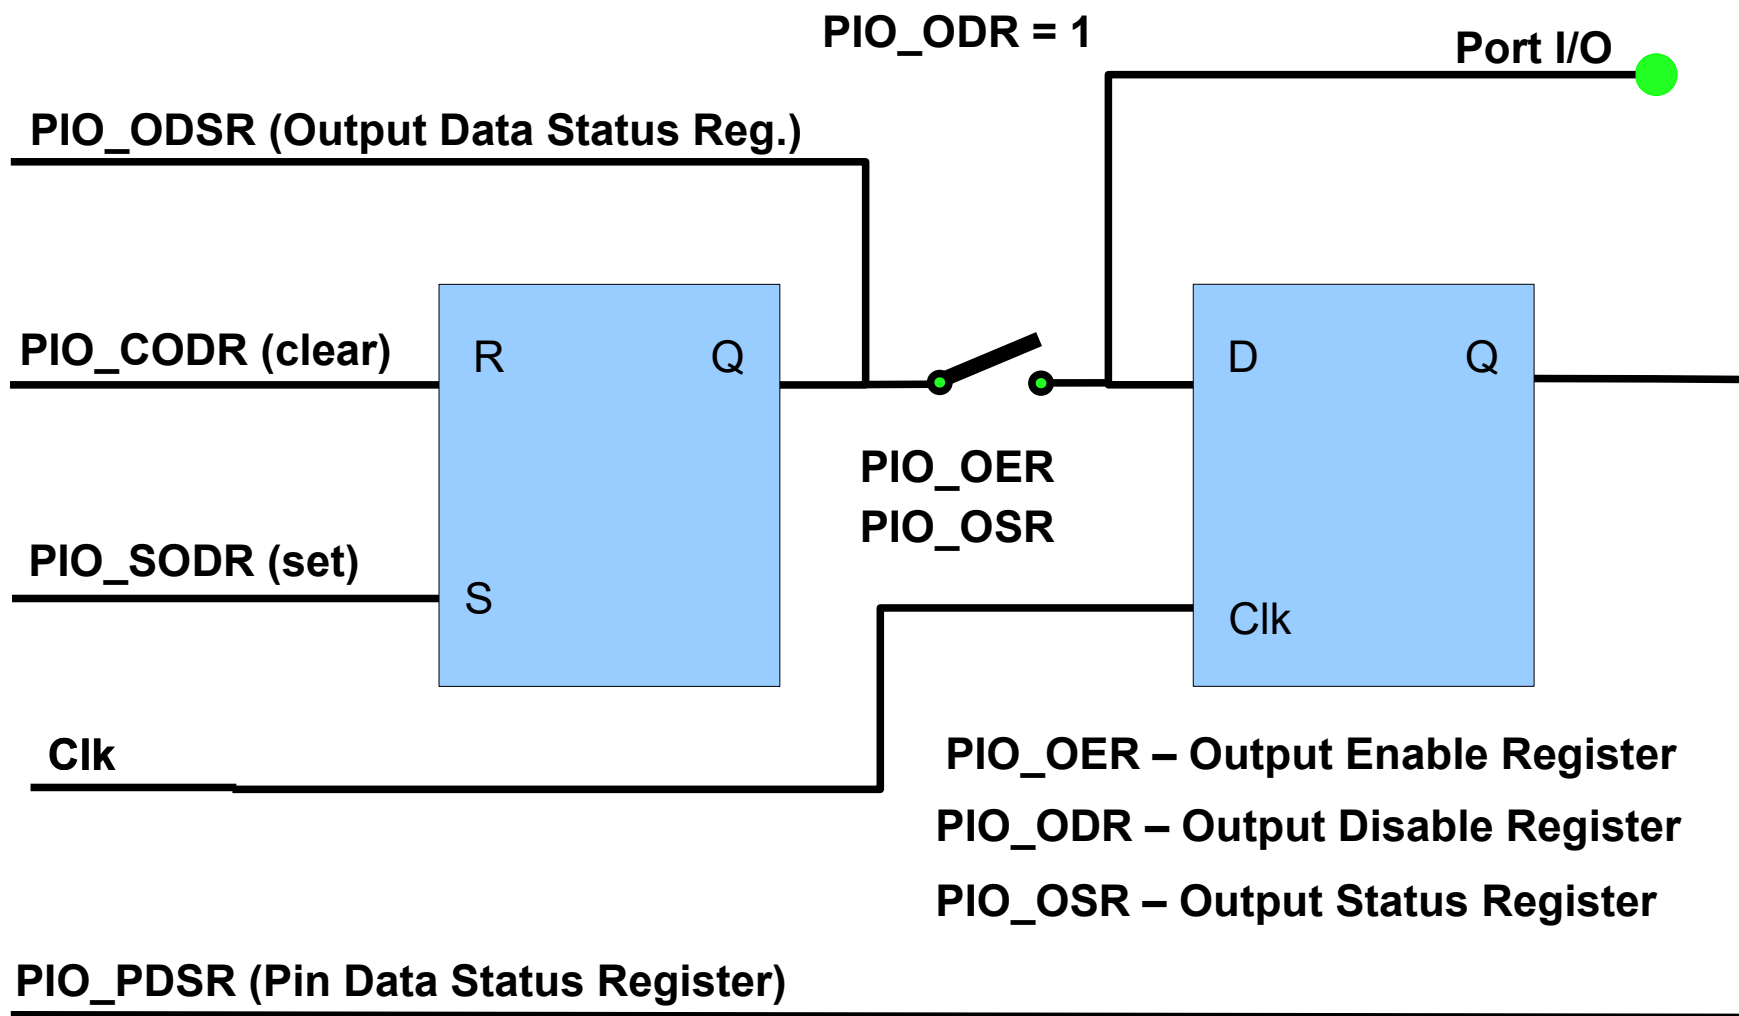 PIO_ODR = 1
Port I/O
PIO_ODSR (Output Data Status Reg.)
PIO_CODR (clear)
R
Q
D
Q
PIO_OER
PIO_OSR
PIO_SODR (set)
S
Clk
Clk
PIO_OER – Output Enable Register
PIO_ODR – Output Disable Register
PIO_OSR – Output Status Register
PIO_PDSR (Pin Data Status Register)